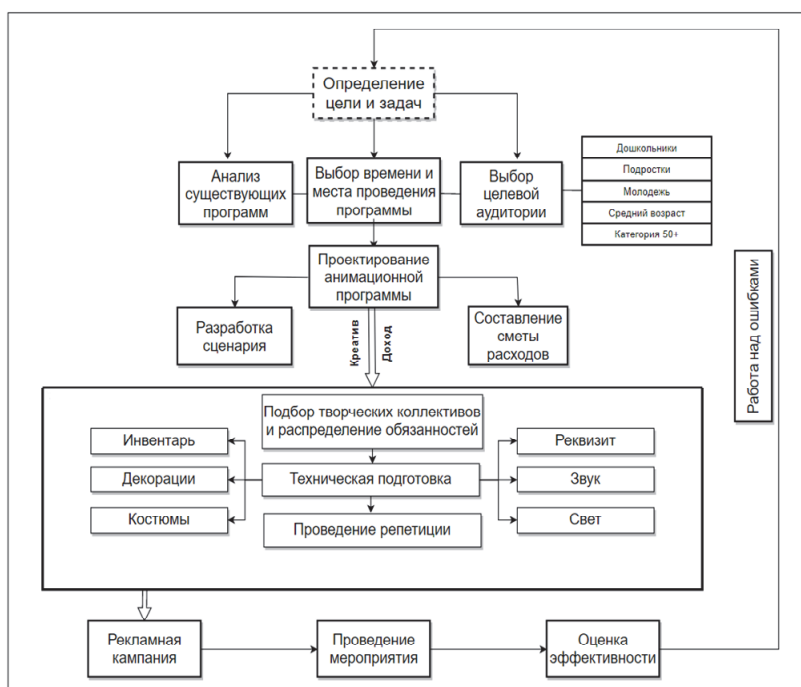 Определение
цели и задач
Анализ
существующих
программ
Выбор времени и
места проведения
программы
Выбор
целевой
аудитории
Дошкольники
Подростки
Молодежь
Средний возраст
Категория 50+
Проектирование
анимационной
программы
Разработка
сценария
Креатив
Доход
Составление
сметы
расходов
Работа над ошибками
Подбор творческих коллективов
и распределение обязанностей
Инвентарь
Декорации
Костюмы
Техническая подготовка
Проведение репетиции
Реквизит
Звук
Свет
Рекламная
кампания
Проведение
мероприятия
Оценка
эффективности